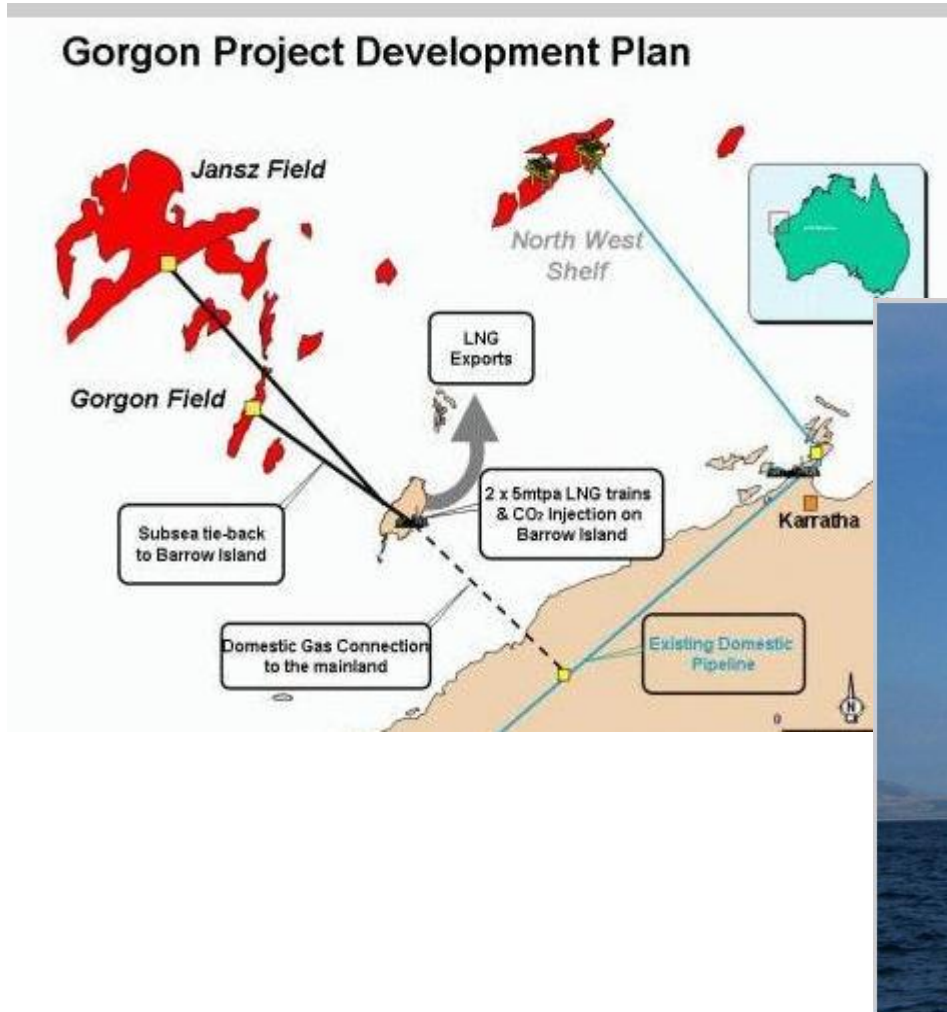 Gorgon Project Development Plan
Jansz Field
North West
Shelf
LNG
Exports
Gorgon Field
2 x 5mtpa LNG trains
& CO₂ Injection on
Barrow Island
Karratha
Subsea tie-back
to Barrow Island
Domestic Gas Connection
to the mainland
Existing Domestic
Pipeline
N
0